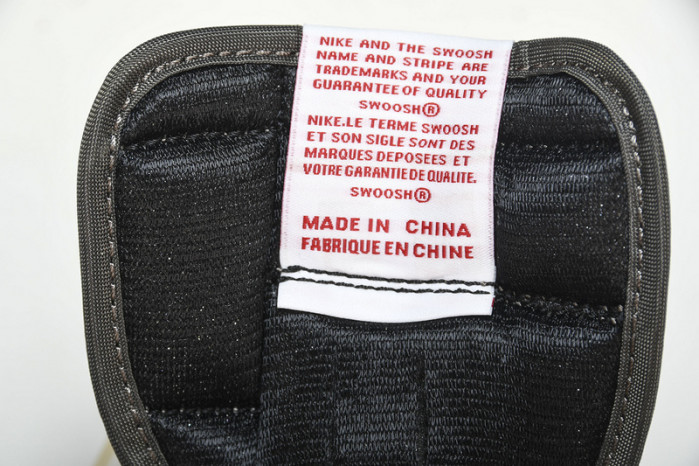 NIKE AND THE SWOOSH
NAME AND STRIPE ARE
TRADEMARKS AND YOUR
GUARANTEE OF QUALITY
SWOOSH®
NIKE.LE TERME SWOOSH
ET SON SIGLE SONT DES
MARQUES DEPOSEES ET
VOTRE GARANTIE DE QUALITE.
SWOOSH®
MADE IN CHINA
FABRIQUE EN CHINE